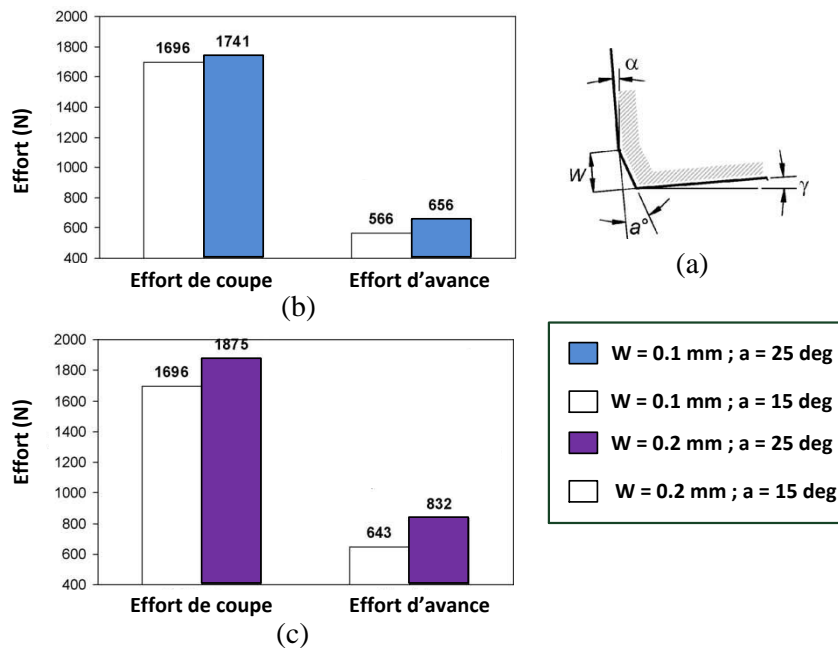 2000
1800
1600
1400
1200
1000
800
600
400
Effort (N)
1696
1741
566
656
Effort de coupe
Effort d’avance
(b)
α
W
a°
γ
(a)
2000
1800
1600
1400
1200
1000
800
600
400
Effort (N)
1696
1875
643
832
Effort de coupe
Effort d’avance
(c)
W = 0.1 mm ; a = 25 deg
W = 0.1 mm ; a = 15 deg
W = 0.2 mm ; a = 25 deg
W = 0.2 mm ; a = 15 deg